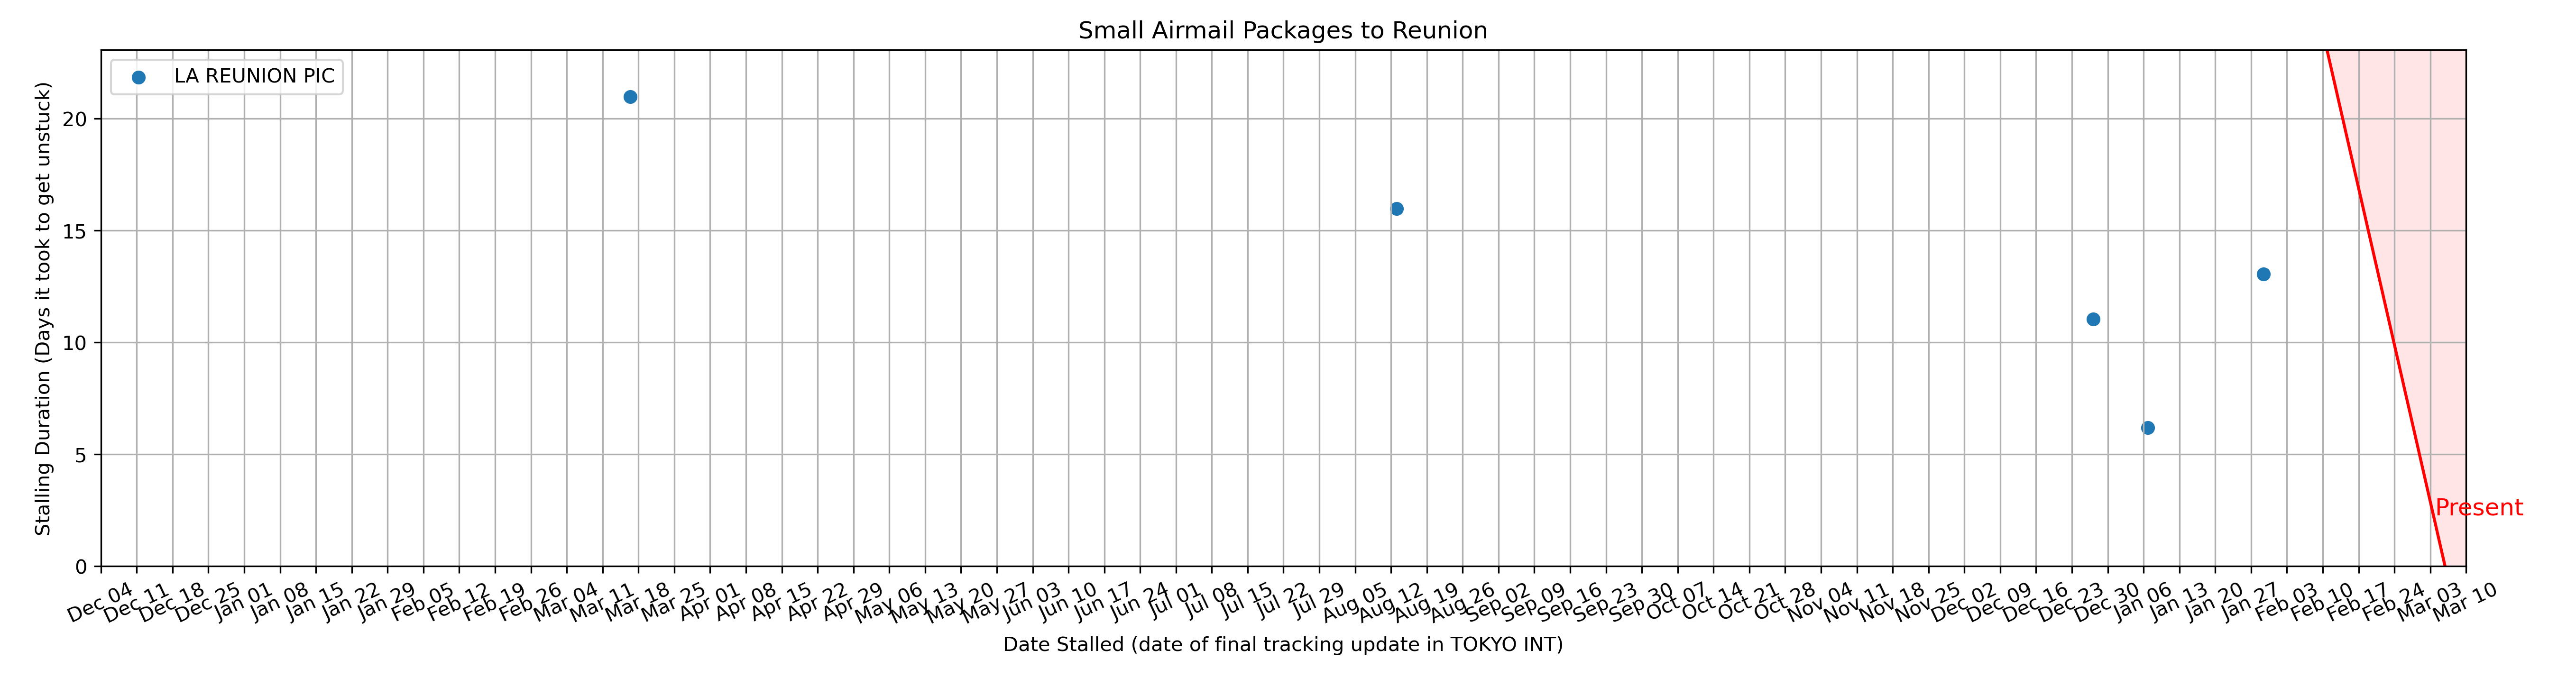 Small Airmail Packages to Reunion
LA REUNION PIC
Stalling Duration (Days it took to get unstuck)
20
15
10
5
0
Present
Dec 04
Dec 11
Dec 18
Dec 25
Jan 01
Jan 08
Jan 15
Jan 22
Jan 29
Feb 05
Feb 12
Feb 19
Feb 26
Mar 04
Mar 11
Mar 18
Mar 25
Apr 01
Apr 08
Apr 15
Apr 22
Apr 29
May 06
May 13
May 20
May 27
Jun 03
Jun 10
Jun 17
Jun 24
Jul 01
Jul 08
Jul 15
Jul 22
Jul 29
Aug 05
Aug 12
Aug 19
Aug 26
Sep 02
Sep 09
Sep 16
Sep 23
Sep 30
Oct 07
Oct 14
Oct 21
Oct 28
Nov 04
Nov 11
Nov 18
Nov 25
Dec 02
Dec 09
Dec 16
Dec 23
Dec 30
Jan 06
Jan 13
Jan 20
Jan 27
Feb 03
Feb 10
Feb 17
Feb 24
Mar 03
Mar 10
Date Stalled (date of final tracking update in TOKYO INT)